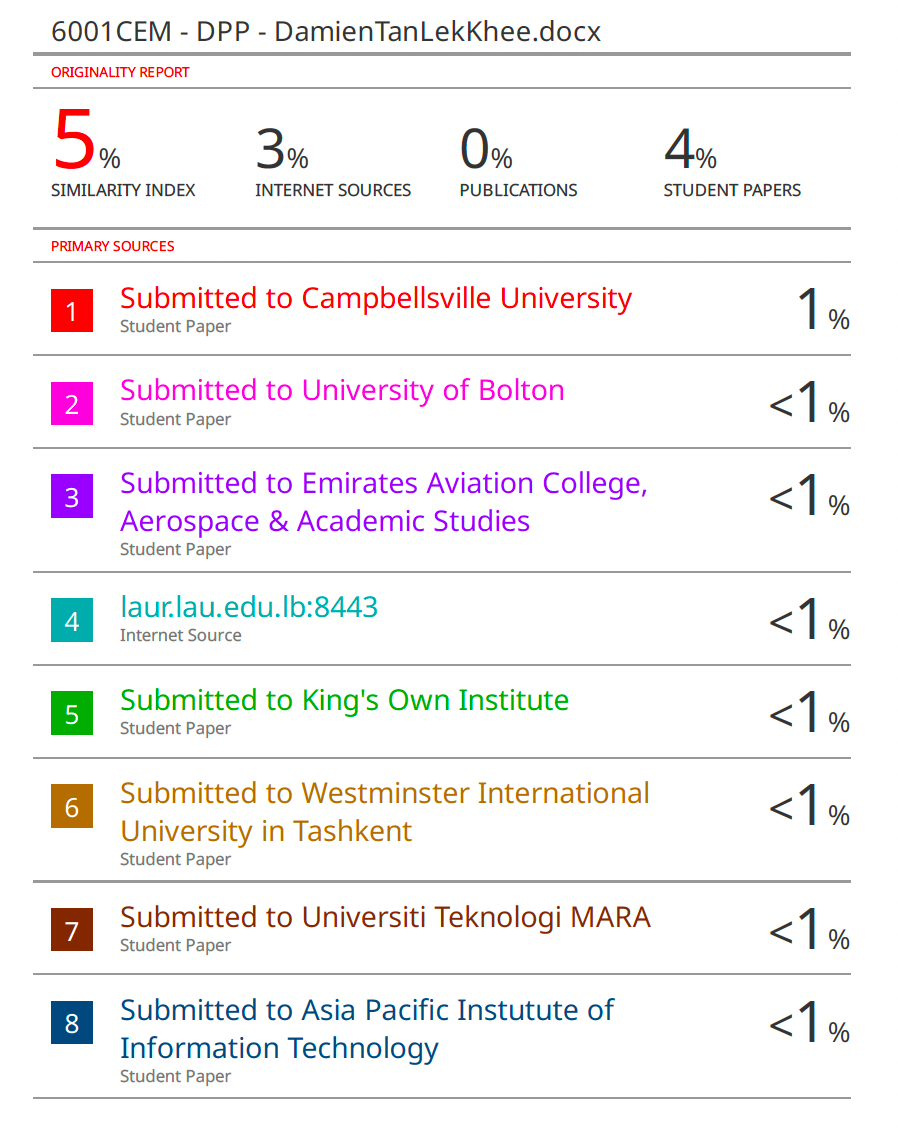 6001CEM - DPP - DamienTanLekKhee.docx
ORIGINALITY REPORT
5% 3% 0% 4%
SIMILARITY INDEX INTERNET SOURCES PUBLICATIONS STUDENT PAPERS
PRIMARY SOURCES
1 Submitted to Campbellsville University 1%
Student Paper
2 Submitted to University of Bolton <1%
Student Paper
3 Submitted to Emirates Aviation College, <1%
Aerospace & Academic Studies
Student Paper
4 laur.lau.edu.lb:8443 <1%
Internet Source
5 Submitted to King's Own Institute <1%
Student Paper
6 Submitted to Westminster International <1%
University in Tashkent
Student Paper
7 Submitted to Universiti Teknologi MARA <1%
Student Paper
8 Submitted to Asia Pacific Instutute of <1%
Information Technology
Student Paper